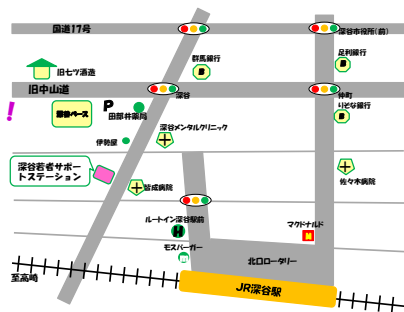 国道17号
深谷市役所(前)
群馬銀行
足利銀行
旧七ツ酒造
旧中山道
深谷
仲町
りそな銀行
深谷ベース
P
田部井薬局
深谷メンタルクリニック
伊勢屋
深谷若者サポー
トステーション
皆成病院
佐々木病院
ルートイン深谷駅前
H
マクドナルド
M
モスバーガー
北口ロータリー
至高崎
JR深谷駅